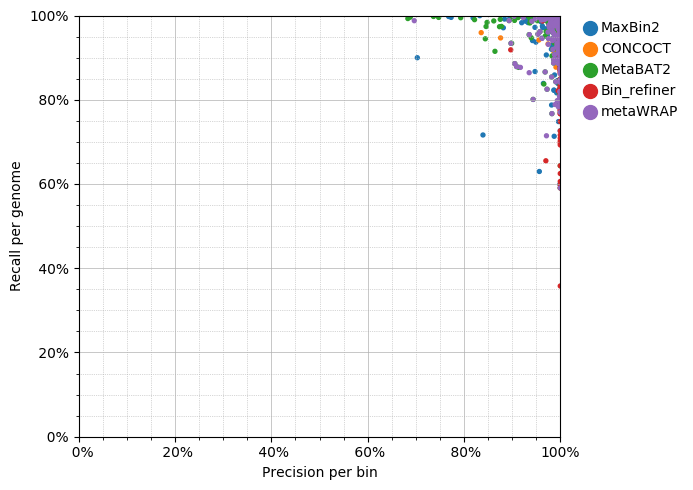 100%
80%
60%
40%
20%
0%
Recall per genome
0%
20%
40%
60%
80%
100%
Precision per bin
MaxBin2
CONCOCT
MetaBAT2
Bin_refiner
metaWRAP